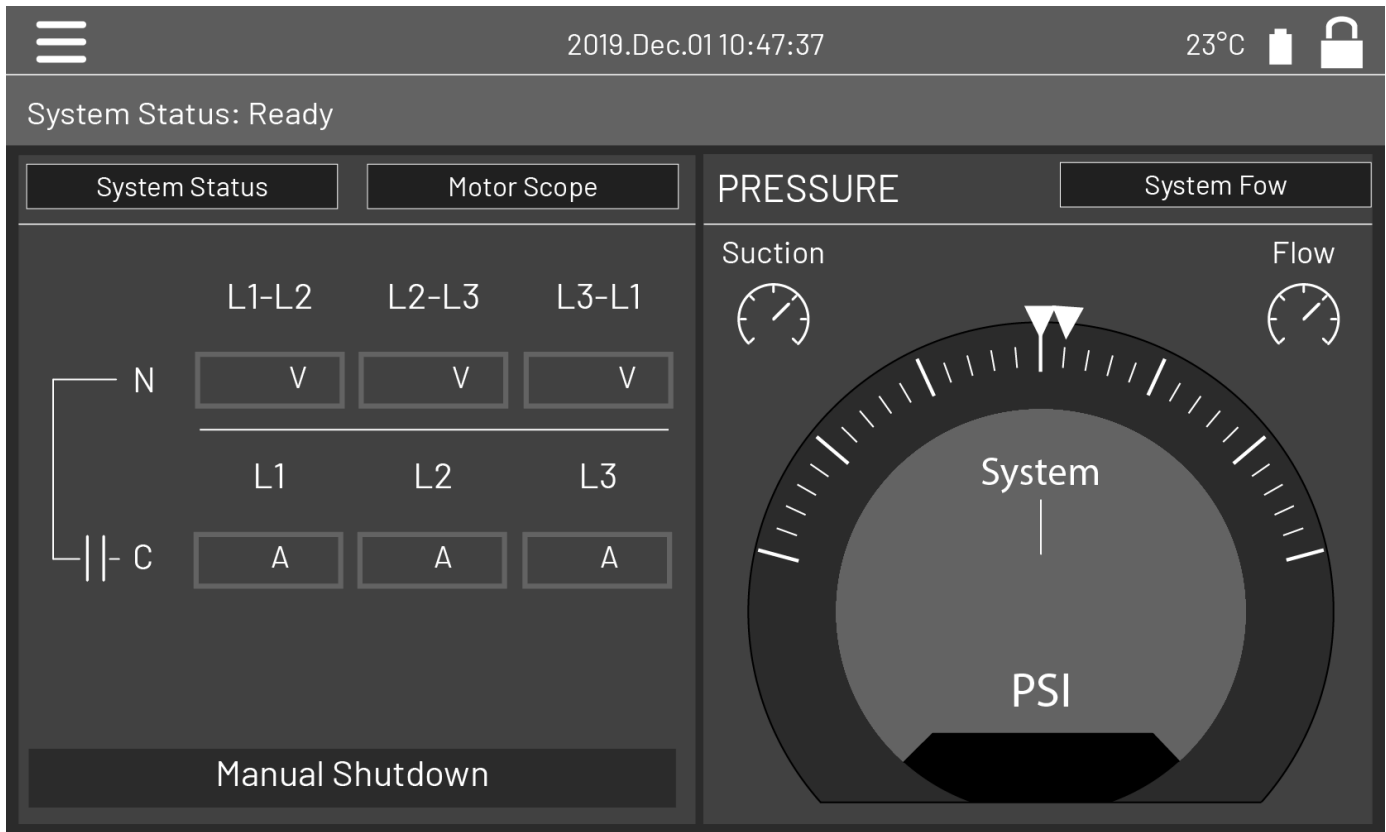 2019.Dec.01 10:47:37
23°C
System Status: Ready
System Status
Motor Scope
PRESSURE
System Fow
Suction
Flow
L1-L2 L2-L3 L3-L1
N V V V
L1 L2 L3
C A A A
System
PSI
Manual Shutdown